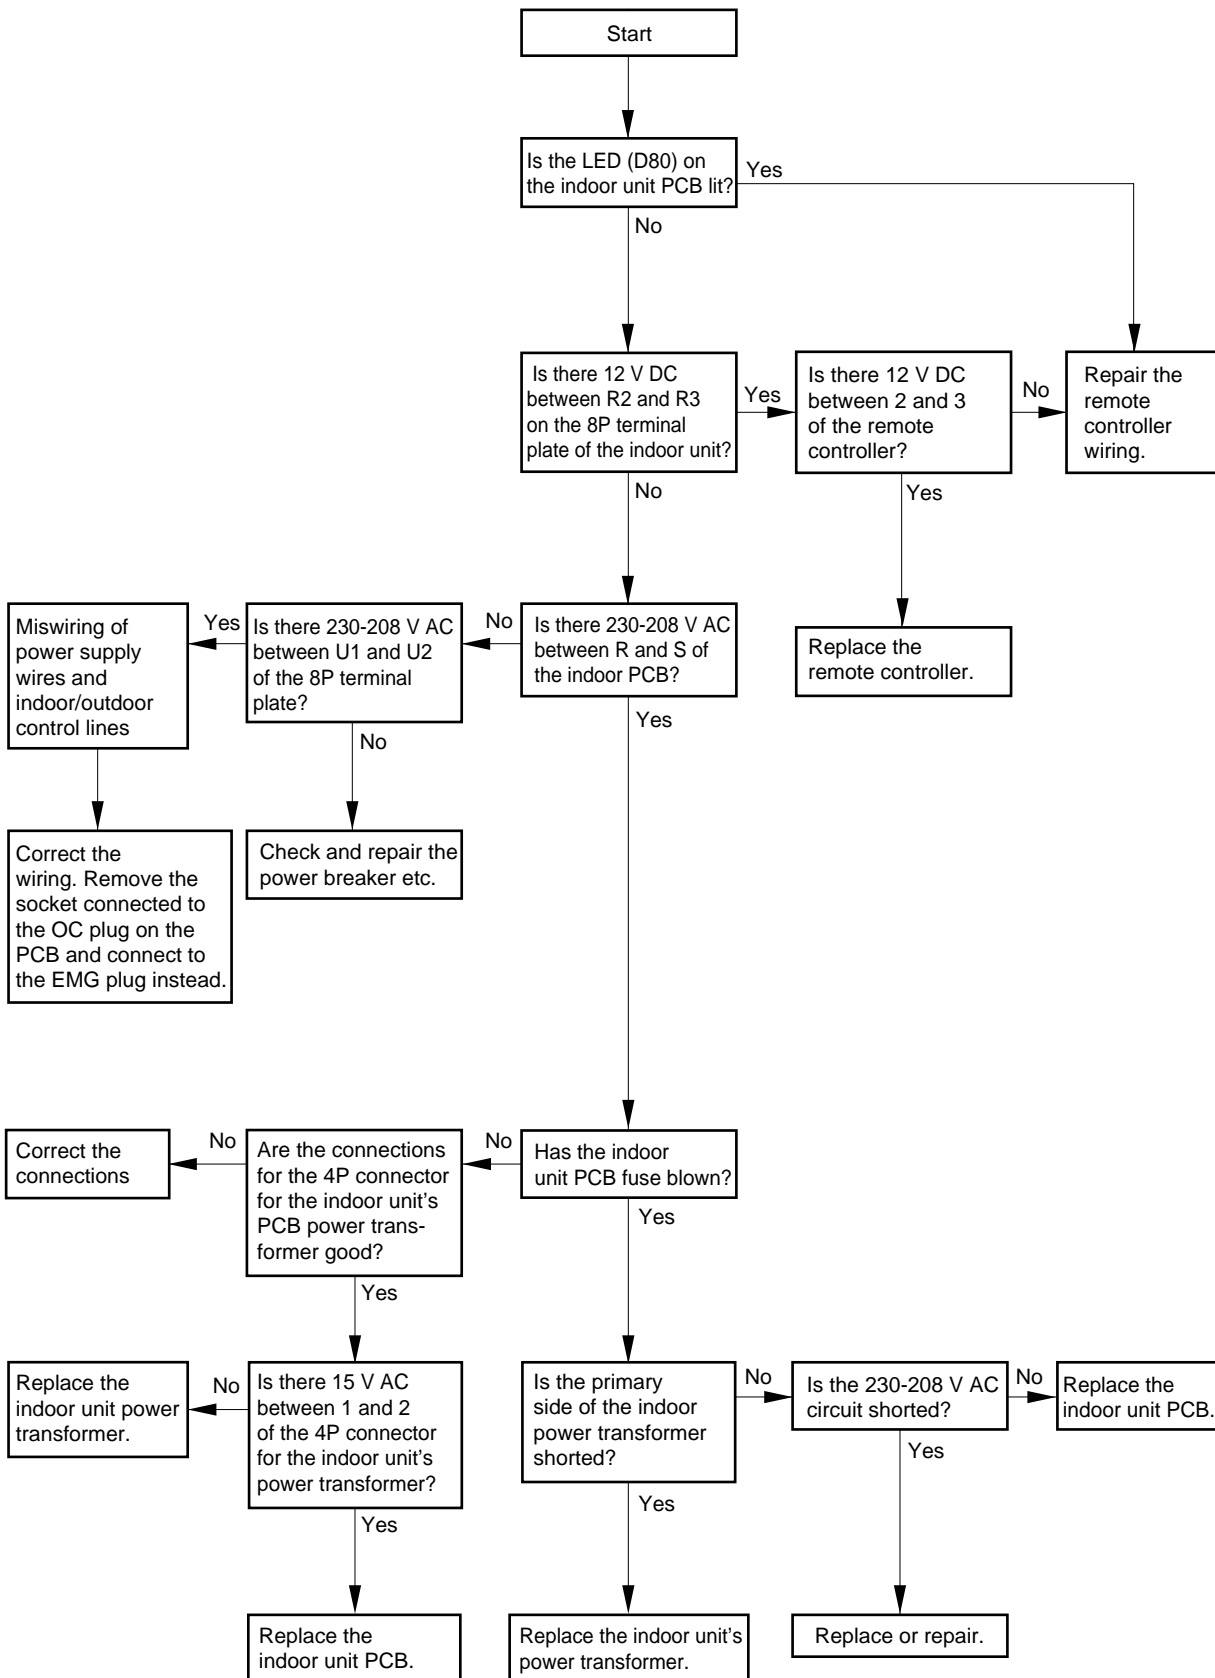 Start
Is the LED (D80) on
the indoor unit PCB lit?
Yes
No
Is there 12 V DC
between R2 and R3
on the 8P terminal
plate of the indoor unit?
Yes
Is there 12 V DC
between 2 and 3
of the remote
controller?
No
Repair the
remote
controller
wiring.
No
Yes
Replace the
remote controller.
Miswiring of
power supply
wires and
indoor/outdoor
control lines
Yes
Is there 230-208 V AC
between U1 and U2
of the 8P terminal
plate?
No
Is there 230-208 V AC
between R and S of
the indoor PCB?
Yes
No
Correct the
wiring. Remove the
socket connected to
the OC plug on the
PCB and connect to
the EMG plug instead.
Check and repair the
power breaker etc.
Correct the
connections
No
Are the connections
for the 4P connector
for the indoor unit's
PCB power trans-
former good?
No
Has the indoor
unit PCB fuse blown?
Yes
Yes
Replace the
indoor unit power
transformer.
No
Is there 15 V AC
between 1 and 2
of the 4P connector
for the indoor unit's
power transformer?
Is the primary
side of the indoor
power transformer
shorted?
No
Is the 230-208 V AC
circuit shorted?
No
Replace the
indoor unit PCB.
Yes
Yes
Yes
Replace the
indoor unit PCB.
Replace the indoor unit's
power transformer.
Replace or repair.